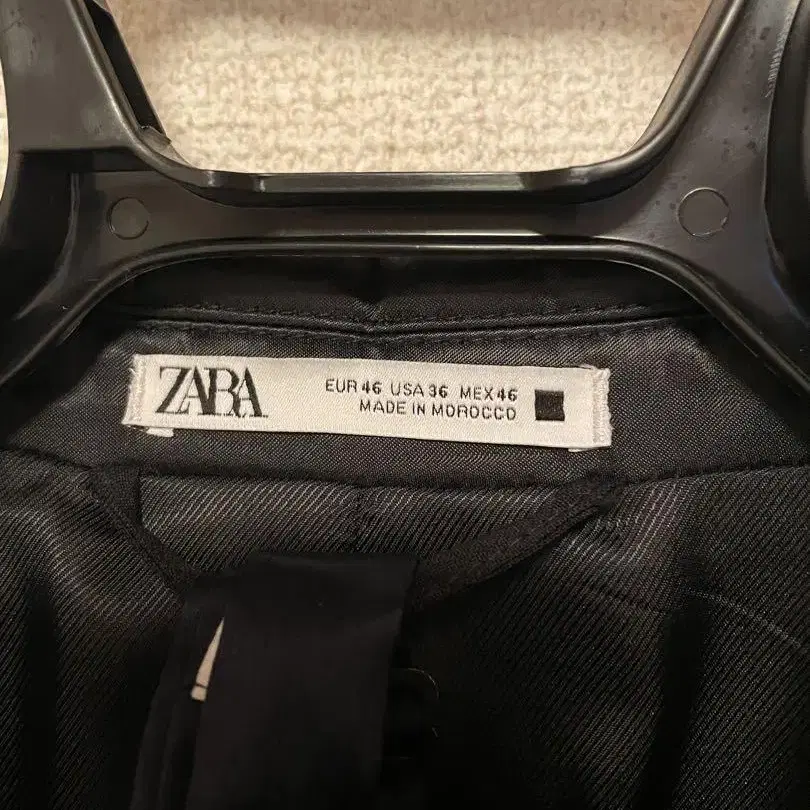 ZARA
EUR 46 USA 36 MEX 46
MADE IN MOROCCO